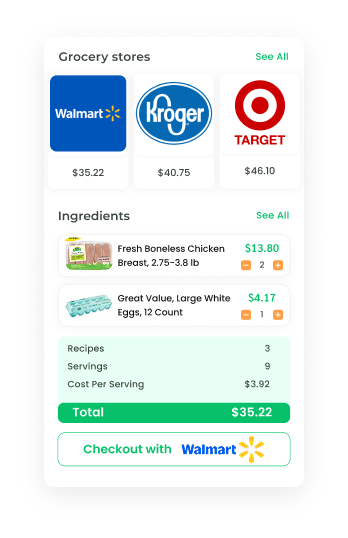 Grocery stores See All
Walmart Kroger TARGET
$35.22 $40.75 $46.10
Ingredients See All
Fresh Boneless Chicken $13.80
Breast, 2.75-3.8 lb − 2 +
Great Value, Large White $4.17
Eggs, 12 Count − 1 +
Recipes 3
Servings 9
Cost Per Serving $3.92
Total $35.22
Checkout with Walmart